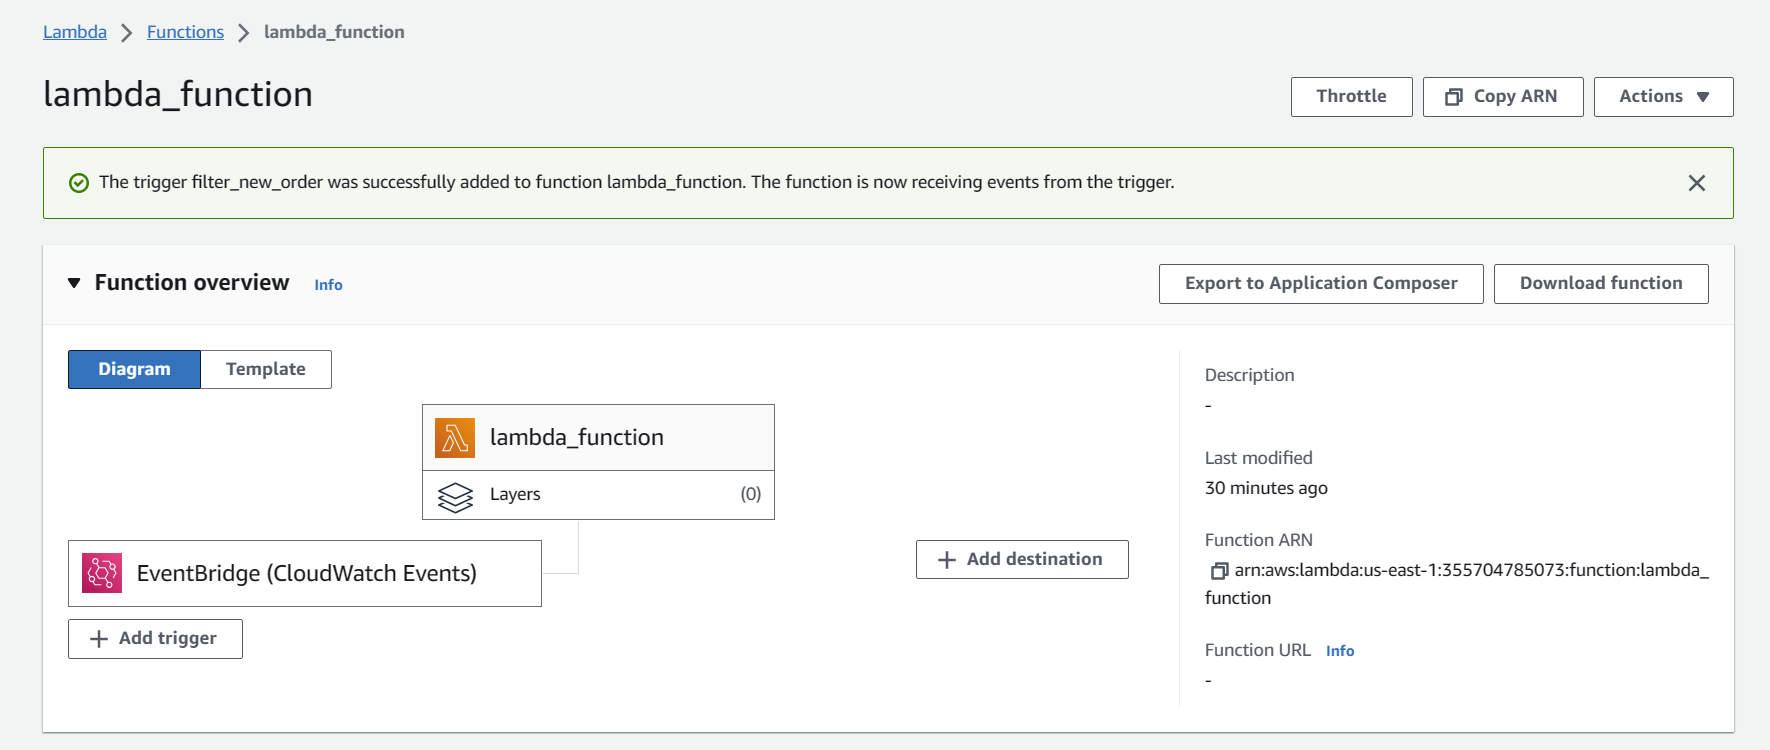 Lambda > Functions > lambda_function
lambda_function
Throttle
Copy ARN
Actions
The trigger filter_new_order was successfully added to function lambda_function. The function is now receiving events from the trigger.
Function overview Info
Export to Application Composer
Download function
Diagram
Template
lambda_function
Layers (0)
EventBridge (CloudWatch Events)
+ Add trigger
+ Add destination
Description
-
Last modified
30 minutes ago
Function ARN
arn:aws:lambda:us-east-1:355704785073:function:lambda_
function
Function URL Info
-